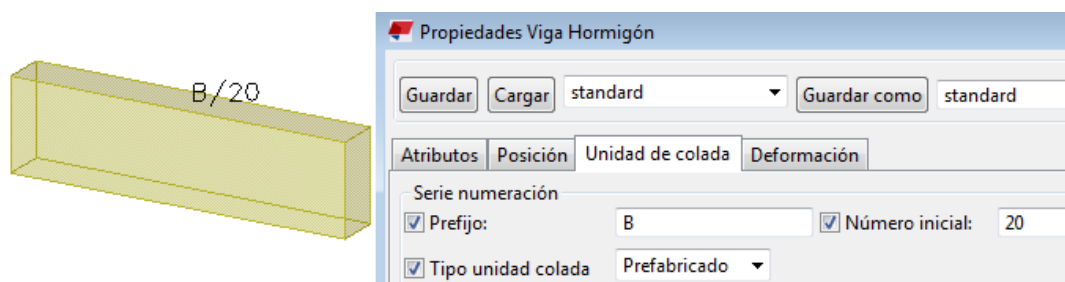 B/20
Propiedades Viga Hormigón
Guardar Cargar standard Guardar como standard
Atributos Posición Unidad de colada Deformación
Serie numeración
Prefijo: B Número inicial: 20
Tipo unidad colada Prefabricado